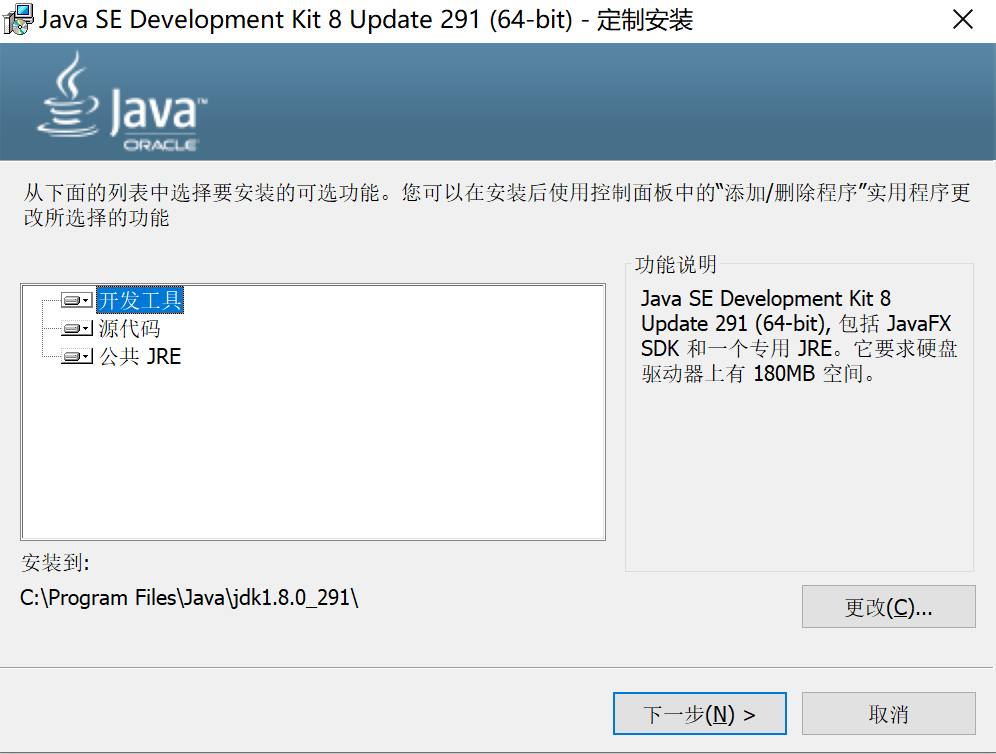 Java SE Development Kit 8 Update 291 (64-bit) - 定制安装
Java™
ORACLE
从下面的列表中选择要安装的可选功能。您可以在安装后使用控制面板中的“添加/删除程序”实用程序更
改所选择的功能
开发工具
源代码
公共 JRE
功能说明
Java SE Development Kit 8
Update 291 (64-bit), 包括 JavaFX
SDK 和一个专用 JRE。它要求硬盘
驱动器上有 180MB 空间。
安装到:
C:\Program Files\Java\jdk1.8.0_291\
更改(C)...
下一步(N) >
取消